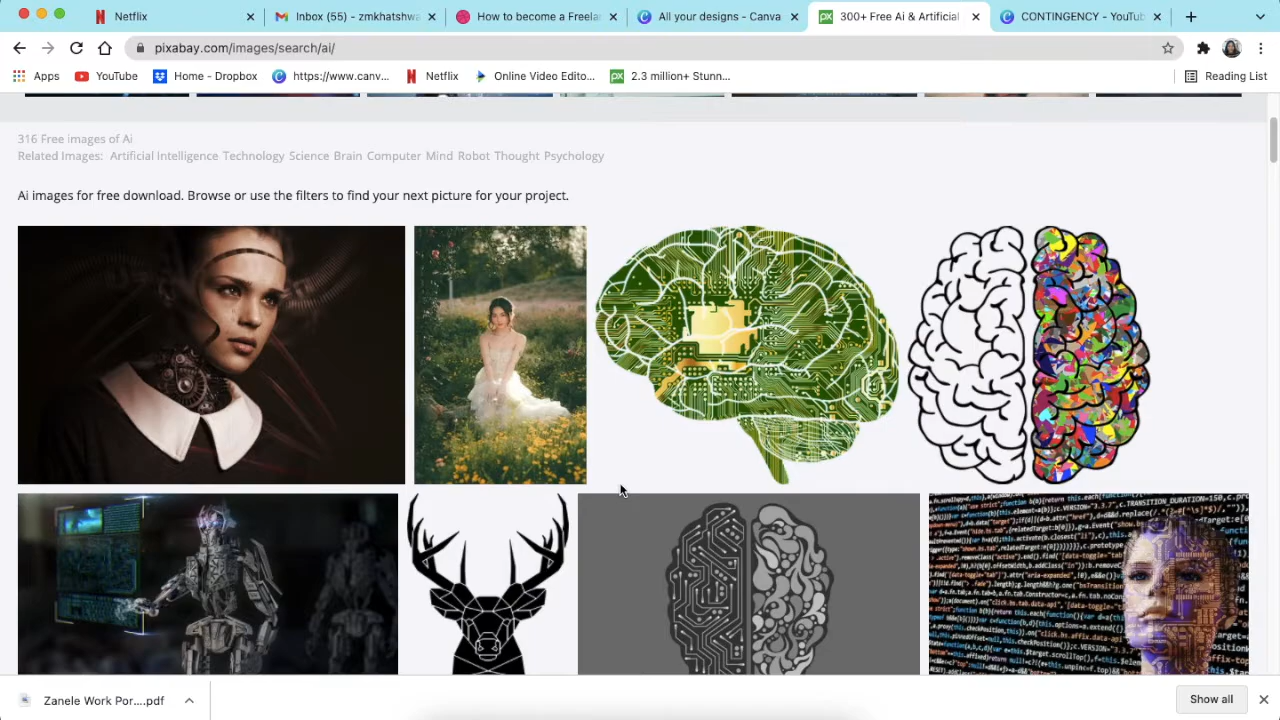 Netflix
Inbox (55) - zmkhatshwa
How to become a Freelan
All your designs - Canva
300+ Free Ai & Artificial
CONTINGENCY - YouTub
pixabay.com/images/search/ai/
Apps
YouTube
Home - Dropbox
https://www.canv...
Netflix
Online Video Edito...
2.3 million+ Stunn...
Reading List
316 Free images of Ai
Related Images: Artificial Intelligence Technology Science Brain Computer Mind Robot Thought Psychology
Ai images for free download. Browse or use the filters to find your next picture for your project.
Zanele Work Por....pdf
Show all